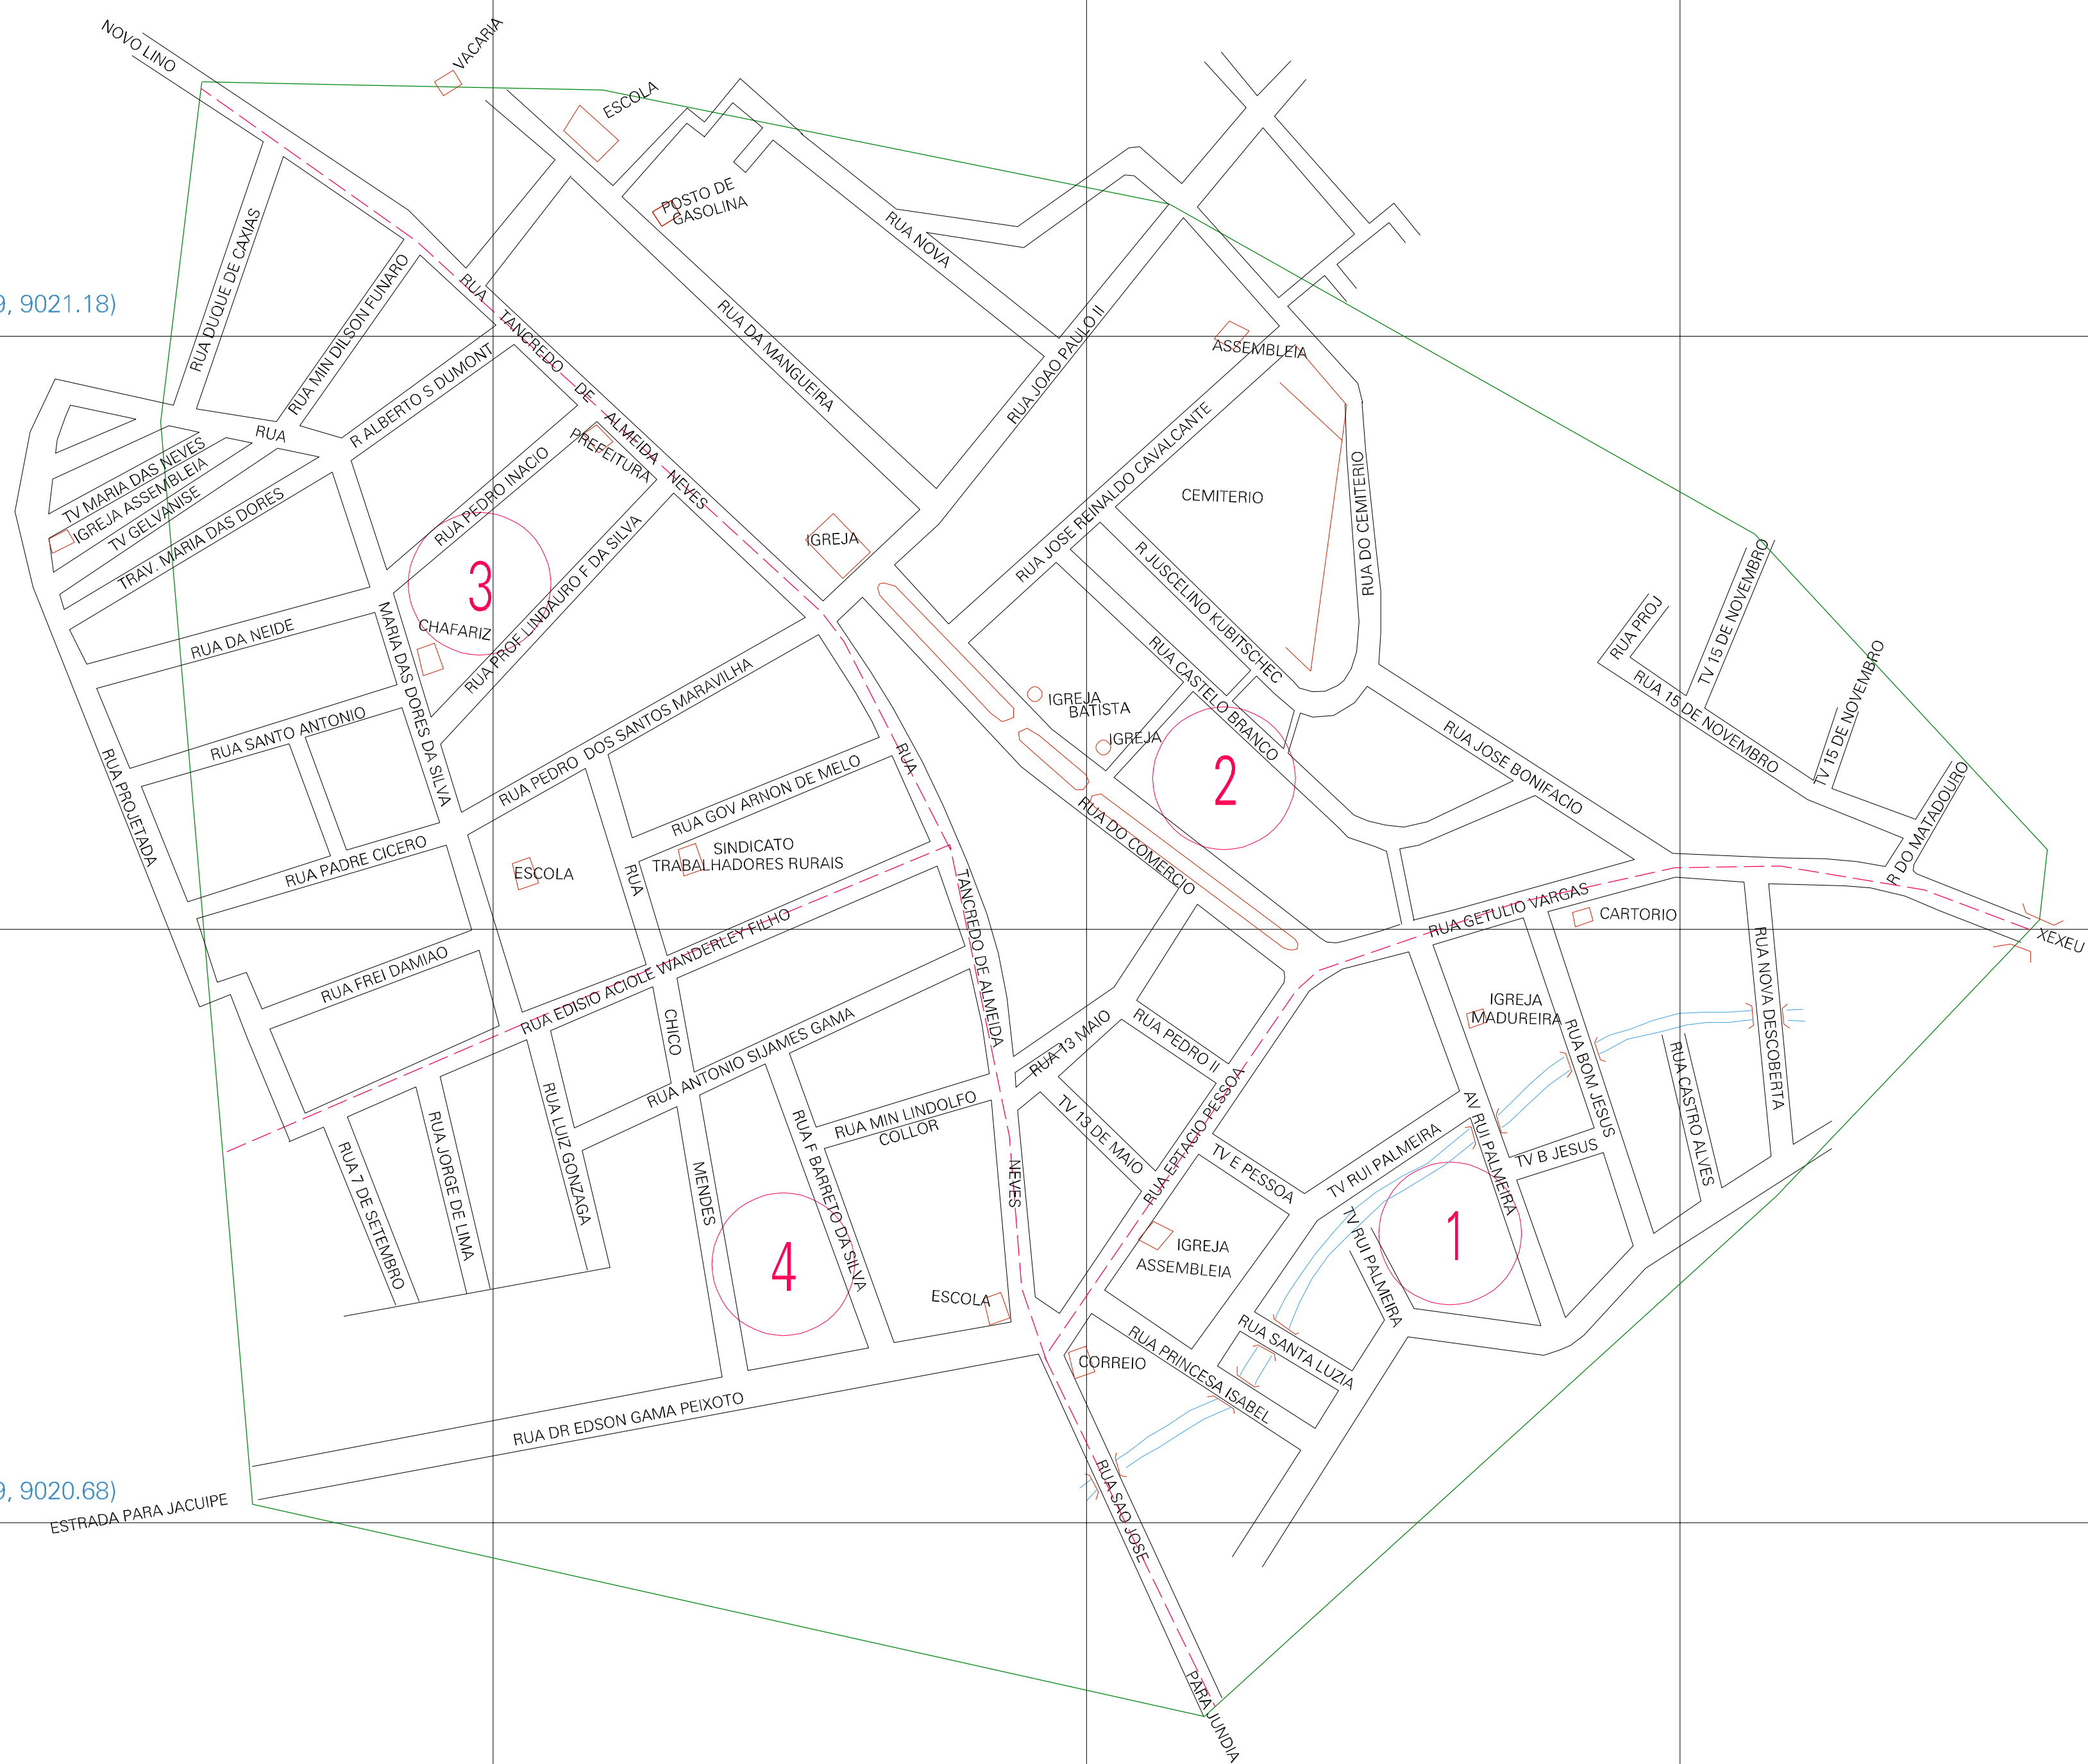 NOVO LINO
VACARIA
ESCOLA
POSTO DE
GASOLINA
RUA NOVA
RUA DUQUE DE CAXIAS
RUA MIN DILSON FUNARO
RUA
TANCREDO
DE
ALMEIDA
NEVES
RUA DA MANGUEIRA
RUA JOAO PAULO II
ASSEMBLEIA
9, 9021.18)
R ALBERTO S DUMONT
RUA
PREFEITURA
TV MARIA DAS NEVES
IGREJA ASSEMBLEIA
TV GELVANISE
TRAV. MARIA DAS DORES
RUA PEDRO INACIO
RUA PROF LINDAURO F DA SILVA
3
CHAFARIZ
IGREJA
RUA JOSE REINALDO CAVALCANTE
CEMITERIO
RUA DO CEMITERIO
R JUSCELINO KUBITSCHEC
RUA CASTELO BRANCO
RUA PROJ
TV 15 DE NOVEMBRO
RUA 15 DE NOVEMBRO
TV 15 DE NOVEMBRO
R DO MATADOURO
RUA DA NEIDE
MARIA DAS DORES DA SILVA
RUA SANTO ANTONIO
RUA PROJETADA
RUA PEDRO DOS SANTOS MARAVILHA
RUA GOV ARNON DE MELO
RUA
IGREJA
BATISTA
IGREJA
2
RUA JOSE BONIFACIO
RUA DO COMERCIO
RUA PADRE CICERO
ESCOLA
RUA
SINDICATO
TRABALHADORES RURAIS
TANCREDO DE ALMEIDA
RUA GETULIO VARGAS
CARTORIO
XEXEU
RUA FREI DAMIAO
RUA EDISIO ACIOLE WANDERLEY FILHO
CHICO
RUA ANTONIO SIJAMES GAMA
RUA 13 MAIO
RUA PEDRO II
IGREJA
MADUREIRA
RUA BOM JESUS
RUA NOVA DESCOBERTA
RUA CASTRO ALVES
RUA 7 DE SETEMBRO
RUA JORGE DE LIMA
RUA LUIZ GONZAGA
MENDES
RUA F BARRETO DA SILVA
RUA MIN LINDOLFO
COLLOR
NEVES
TV 13 DE MAIO
RUA EPTACIO PESSOA
TV E PESSOA
TV RUI PALMEIRA
AV RUI PALMEIRA
TV B JESUS
1
TV RUI PALMEIRA
4
IGREJA
ASSEMBLEIA
ESCOLA
CORREIO
RUA PRINCESA ISABEL
RUA SANTA LUZIA
RUA DR EDSON GAMA PEIXOTO
9, 9020.68)
ESTRADA PARA JACUIPE
RUA SAO JOSE
PARA JUNDIA